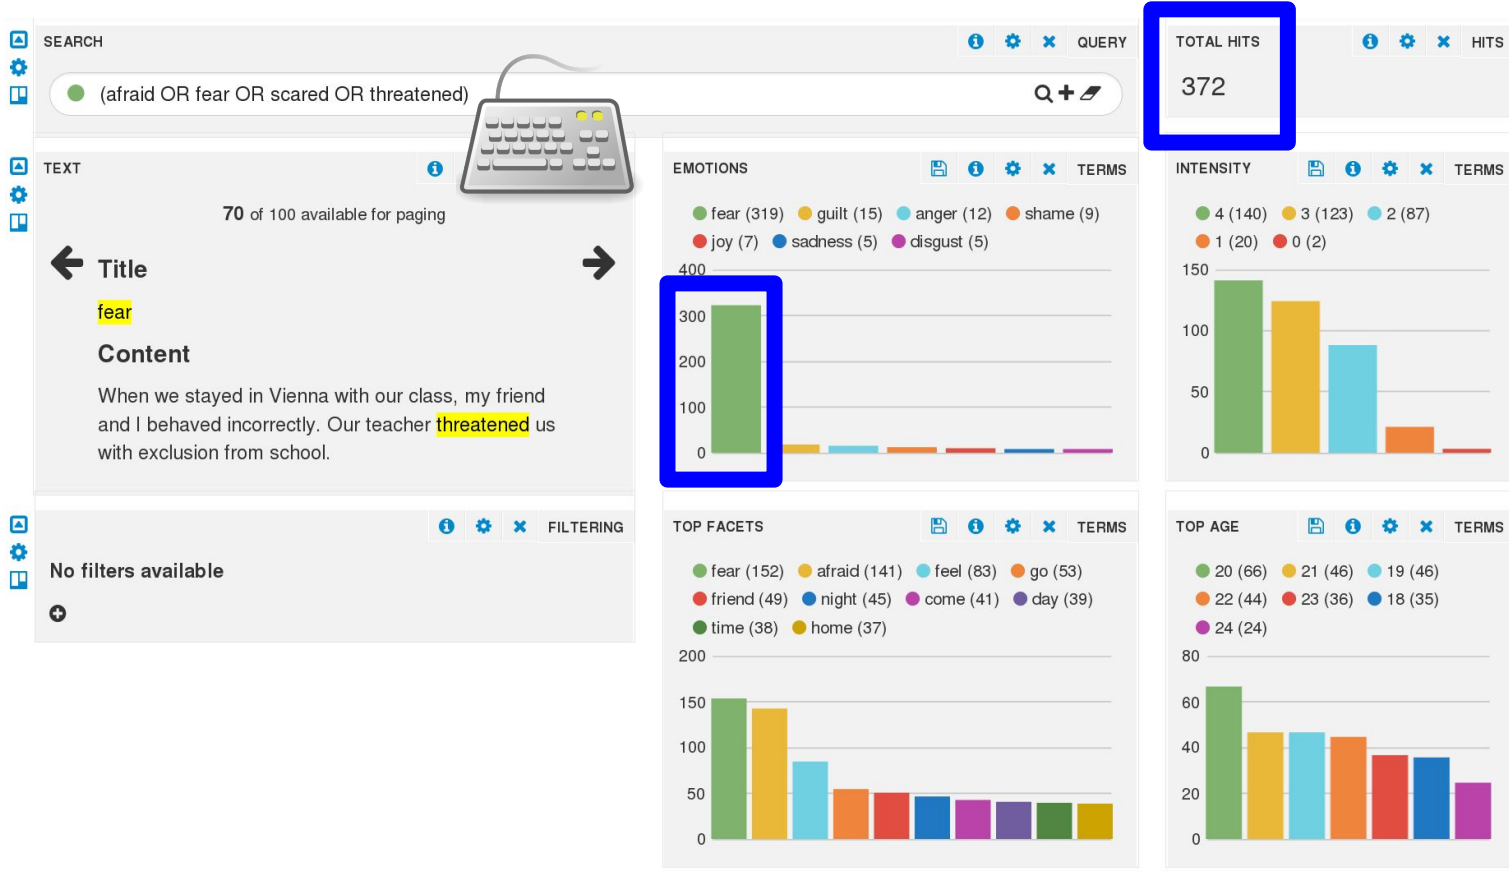 SEARCH
QUERY
(afraid OR fear OR scared OR threatened)
TOTAL HITS
HITS
372
TEXT
70 of 100 available for paging
Title
fear
Content
When we stayed in Vienna with our class, my friend
and I behaved incorrectly. Our teacher threatened us
with exclusion from school.
EMOTIONS
TERMS
fear (319) guilt (15) anger (12) shame (9)
joy (7) sadness (5) disgust (5)
400
300
200
100
0
INTENSITY
TERMS
4 (140) 3 (123) 2 (87)
1 (20) 0 (2)
150
100
50
0
FILTERING
No filters available
TOP FACETS
TERMS
fear (152) afraid (141) feel (83) go (53)
friend (49) night (45) come (41) day (39)
time (38) home (37)
200
150
100
50
0
TOP AGE
TERMS
20 (66) 21 (46) 19 (46)
22 (44) 23 (36) 18 (35)
24 (24)
80
60
40
20
0